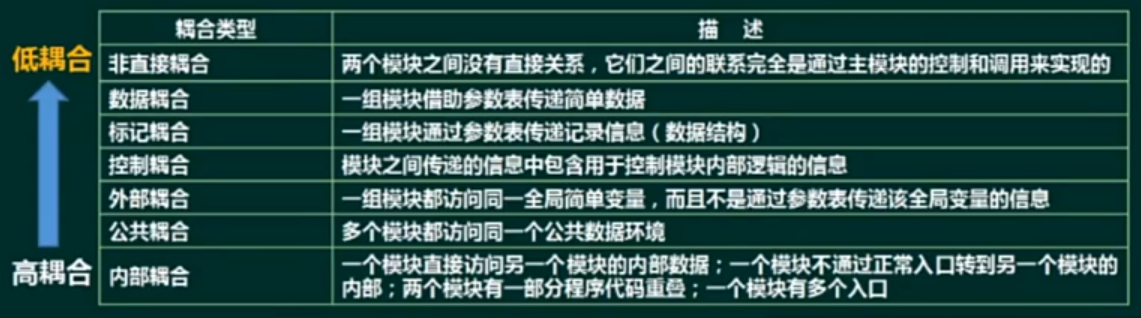 耦合类型 描 述
低耦合
非直接耦合 两个模块之间没有直接关系，它们之间的联系完全是通过主模块的控制和调用来实现的
数据耦合 一组模块借助参数表传递简单数据
标记耦合 一组模块通过参数表传递记录信息（数据结构）
控制耦合 模块之间传递的信息中包含用于控制模块内部逻辑的信息
外部耦合 一组模块都访问同一全局简单变量，而且不是通过参数表传递该全局变量的信息
公共耦合 多个模块都访问同一个公共数据环境
高耦合
内部耦合 一个模块直接访问另一个模块的内部数据；一个模块不通过正常入口转到另一个模块的
内部；两个模块有一部分程序代码重叠；一个模块有多个入口